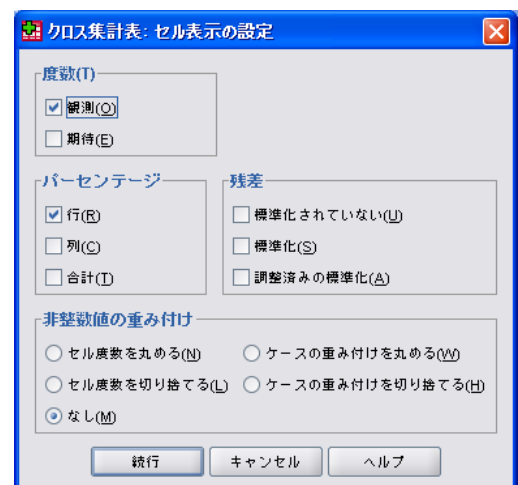 クロス集計表: セル表示の設定
度数(T)
観測(O)
期待(E)
パーセンテージ
行(R)
列(C)
合計(T)
残差
標準化されていない(U)
標準化(S)
調整済みの標準化(A)
非整数値の重み付け
セル度数を丸める(N)
ケースの重み付けを丸める(W)
セル度数を切り捨てる(L)
ケースの重み付けを切り捨てる(H)
なし(M)
続行
キャンセル
ヘルプ